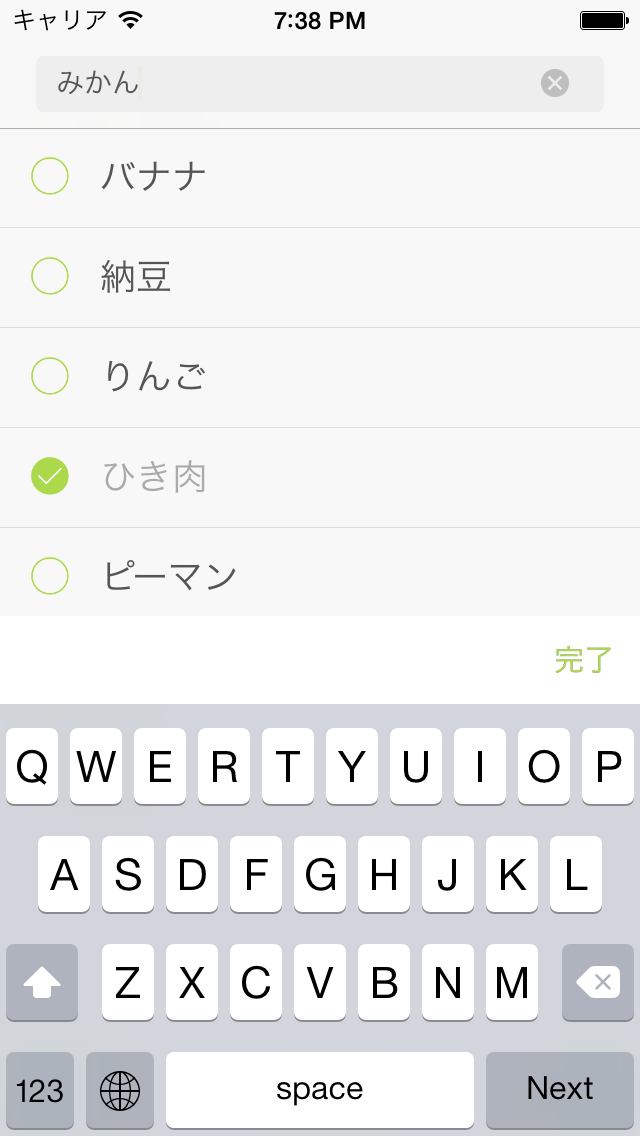 キャリア 7:38 PM
みかん
バナナ
納豆
りんご
ひき肉
ピーマン
完了
Q W E R T Y U I O P
A S D F G H J K L
Z X C V B N M
123 space Next